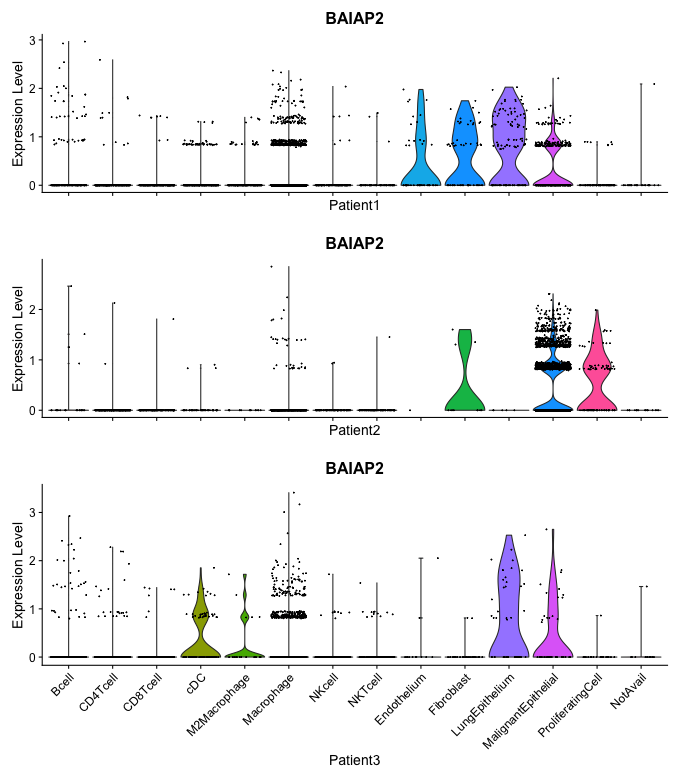 BAIAP2
Expression Level
3
2
1
0
Patient1
BAIAP2
Expression Level
2
1
0
Patient2
BAIAP2
Expression Level
3
2
1
0
Bcell
CD4Tcell
CD8Tcell
cDC
M2Macrophage
Macrophage
NKcell
NKTcell
Endothelium
Fibroblast
LungEpithelium
MalignantEpithelial
ProliferatingCell
NotAvail
Patient3